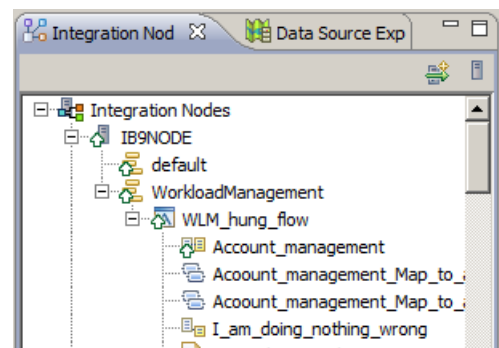 Integration Nod Data Source Exp
Integration Nodes
IB9NODE
default
WorkloadManagement
WLM_hung_flow
Account_management
Acoount_management_Map_to_
Acoount_management_Map_to_
I_am_doing_nothing_wrong